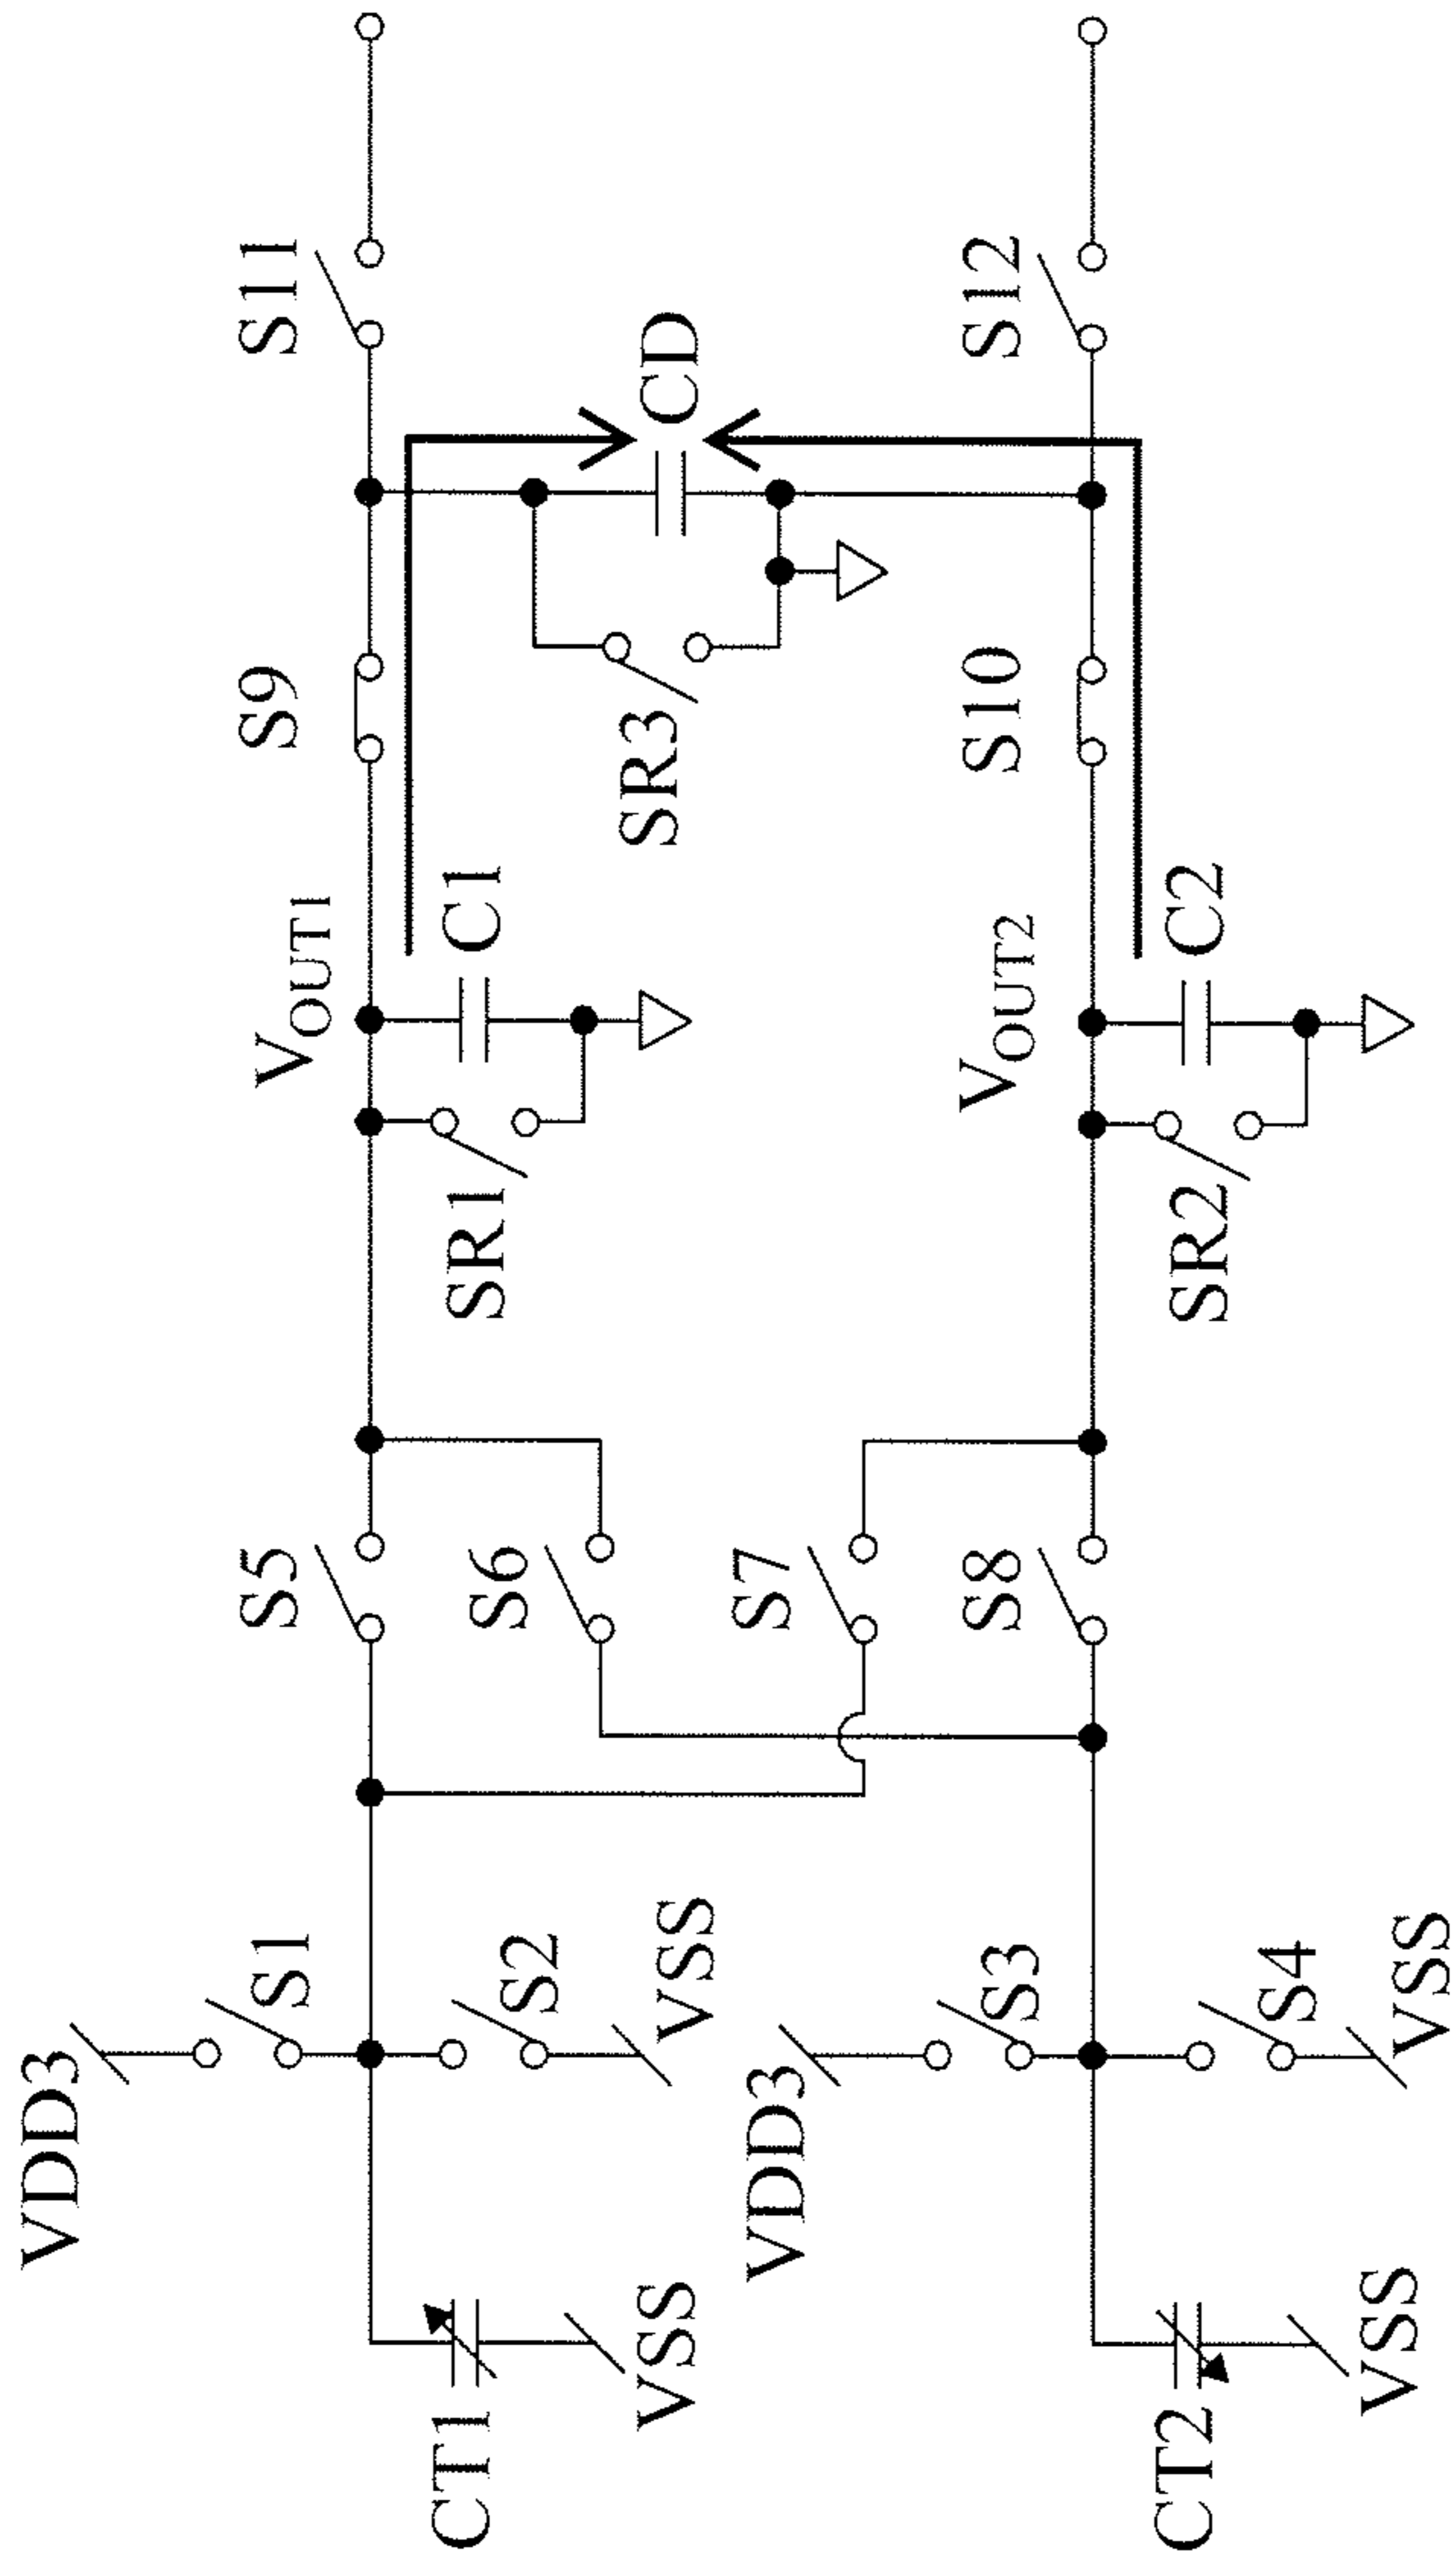 VDD3
S1
S2
VSS
CT1
VSS
VDD3
S3
S4
VSS
CT2
VSS
S5
S6
S7
S8
SR1
VOUT1
C1
SR2
VOUT2
C2
S9
S10
SR3
CD
S11
S12